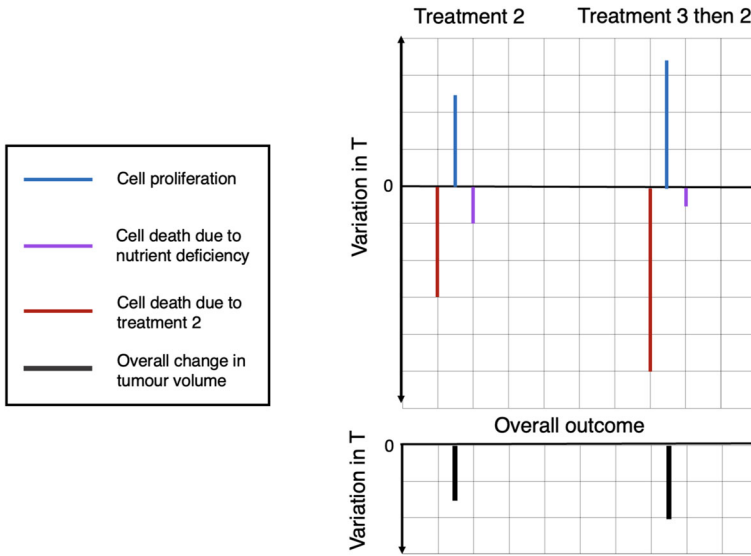 Treatment 2
Treatment 3 then 2
Variation in T
0
Cell proliferation
Cell death due to
nutrient deficiency
Cell death due to
treatment 2
Overall change in
tumour volume
Overall outcome
Variation in T
0